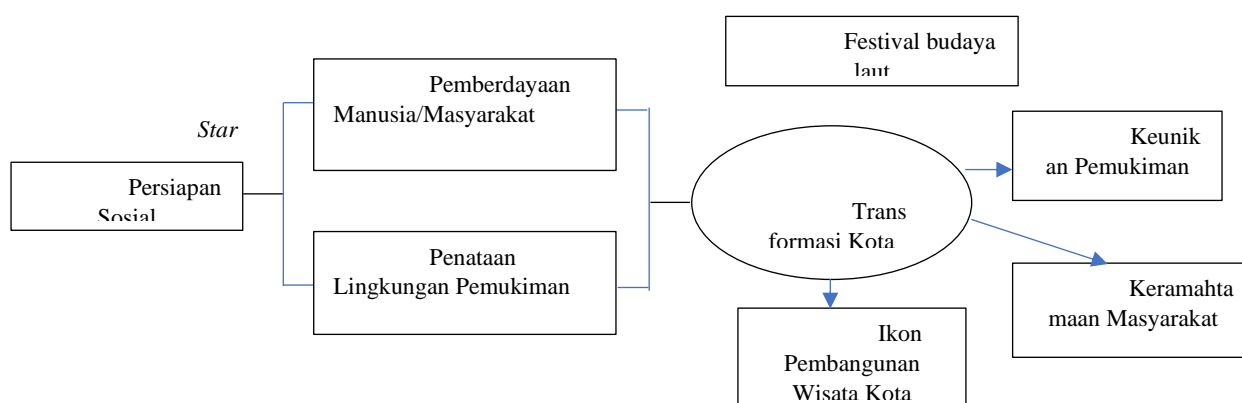 Festival budaya
laut
Pemberdayaan
Manusia/Masyarakat
Star
Keunik
an Pemukiman
Persiapan
Sosial
Trans
formasi Kota
Penataan
Lingkungan Pemukiman
Keramahta
maan Masyarakat
Ikon
Pembangunan
Wisata Kota